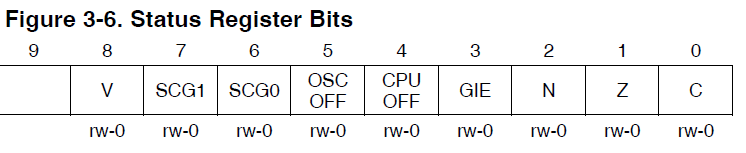 Figure 3-6. Status Register Bits
9 8 7 6 5 4 3 2 1 0
V SCG1 SCG0 OSC OFF CPU OFF GIE N Z C
rw-0 rw-0 rw-0 rw-0 rw-0 rw-0 rw-0 rw-0 rw-0